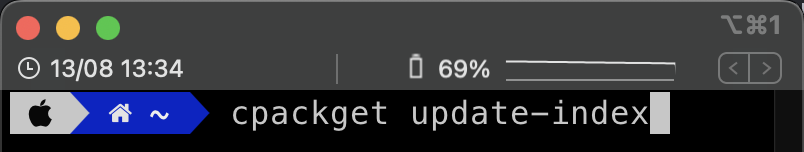 ⌥⌘1
13/08 13:34 69%
~ cpackget update-index